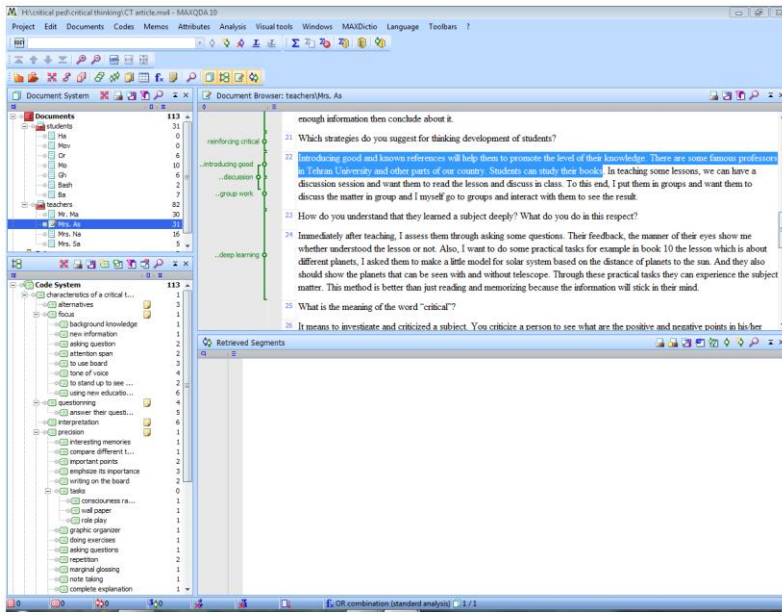 H:\critical ped\critical thinking\CT article.mx4 - MAXQDA10
Project Edit Documents Codes Memos Attributes Analysis Visual tools Windows MAXDictio Language Toolbars ?
Document System
Documents 113
students 31
Ha 0
Mov 0
Or 6
Mo 10
Gh 6
Bash 2
Ba 7
teachers 82
Mr. Ma 30
Mrs. As 31
Mrs. Na 16
Mrs. Sa 5
Code System 113
characteristics of a critical t... 1
alternatives 3
focus 1
background knowledge 1
new information 1
asking question 2
attention span 2
to use board 3
tone of voice 4
to stand up to see ... 2
using new educatio... 6
questionning 4
answer their questi... 5
interpretation 6
precision 1
interesting memories 1
compare different t... 1
important points 2
emphsize its importance 3
writing on the board 2
tasks 0
consciouness ra... 1
wall paper 1
role play 1
graphic organizer 1
doing exercises 1
asking questions 1
repetition 2
marginal glossing 1
note taking 1
complete explanation 1
Document Browser: teachers\Mrs. As
reinforcing critical
..introducing good
..decussion
..group work
..deep learning
enough information then conclude about it.
21 Which strategies do you suggest for thinking development of students?
22 Introducing good and known references will help them to promote the level of their knowledge. There are some famous professors
in Tehran University and other parts of our country. Students can study their books. In teaching some lessons, we can have a
discussion session and want them to read the lesson and discuss in class. To this end, I put them in groups and want them to
discuss the matter in group and I myself go to groups and interact with them to see the result.
23 How do you understand that they learned a subject deeply? What do you do in this respect?
24 Immediately after teaching, I assess them through asking some questions. Their feedback, the manner of their eyes show me
whether understood the lesson or not. Also, I want to do some practical tasks for example in book 10 the lesson which is about
different planets, I asked them to make a little model for solar system based on the distance of planets to the sun. And they also
should show the planets that can be seen with and without telescope. Through these practical tasks they can experience the subject
matter. This method is better than just reading and memorizing because the information will stick in their mind.
25 What is the meaning of the word “critical”?
26 It means to investigate and criticized a subject. You criticize a person to see what are the positive and negative points in his/her
Retrieved Segments
0 0 0 0 OR combination (standard analysis) 1 / 1